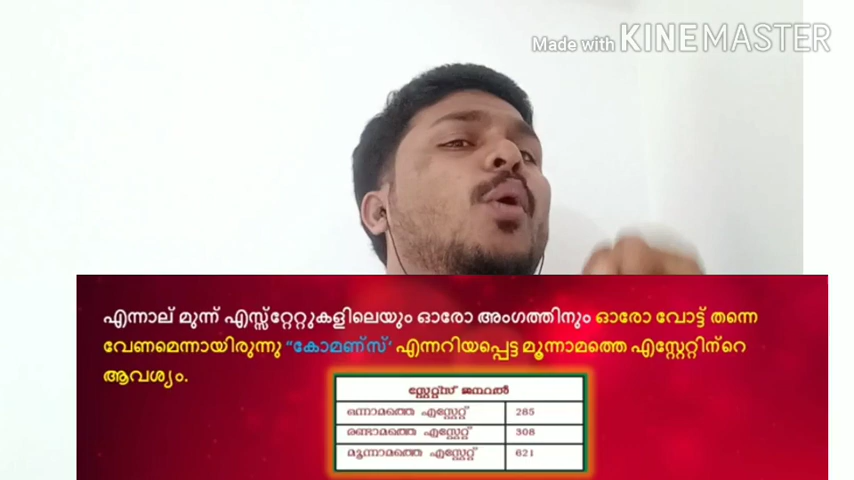 Made with KINEMASTER
എന്നാല് മുന്ന് എസ്സ്റ്റേറ്റുകളിലെയും ഓരോ അംഗത്തിനും ഓരോ വോട്ട് തന്നെ
വേണമെന്നായിരുന്നു “കോമണ്സ്’ എന്നറിയപ്പെട്ട മൂന്നാമത്തെ എസ്റ്റേറ്റിന്റെ
ആവശ്യം.
സ്റ്റേറ്റ്സ് ജനറൽ
ഒന്നാമത്തെ എസ്റ്റേറ്റ് 285
രണ്ടാമത്തെ എസ്റ്റേറ്റ് 308
മൂന്നാമത്തെ എസ്റ്റേറ്റ് 621